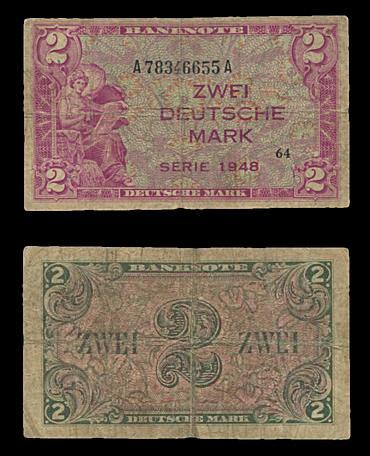 BANKNOTE
2 2
A78346655A
ZWEI
DEUTSCHE
MARK
64
SERIE 1948
2 2
DEUTSCHE MARK
BANKNOTE
2 2
ZWEI 2 ZWEI
2 2
DEUTSCHE MARK